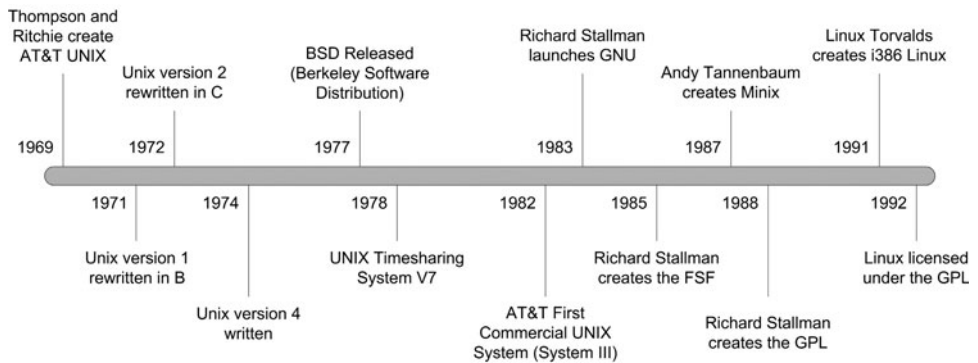 Thompson and
Ritchie create
AT&T UNIX
1969
1971
Unix version 1
rewritten in B
Unix version 2
rewritten in C
1972
1974
Unix version 4
written
BSD Released
(Berkeley Software
Distribution)
1977
1978
UNIX Timesharing
System V7
1982
AT&T First
Commercial UNIX
System (System III)
Richard Stallman
launches GNU
1983
1985
Richard Stallman
creates the FSF
Andy Tannenbaum
creates Minix
1987
1988
Richard Stallman
creates the GPL
Linux Torvalds
creates i386 Linux
1991
1992
Linux licensed
under the GPL